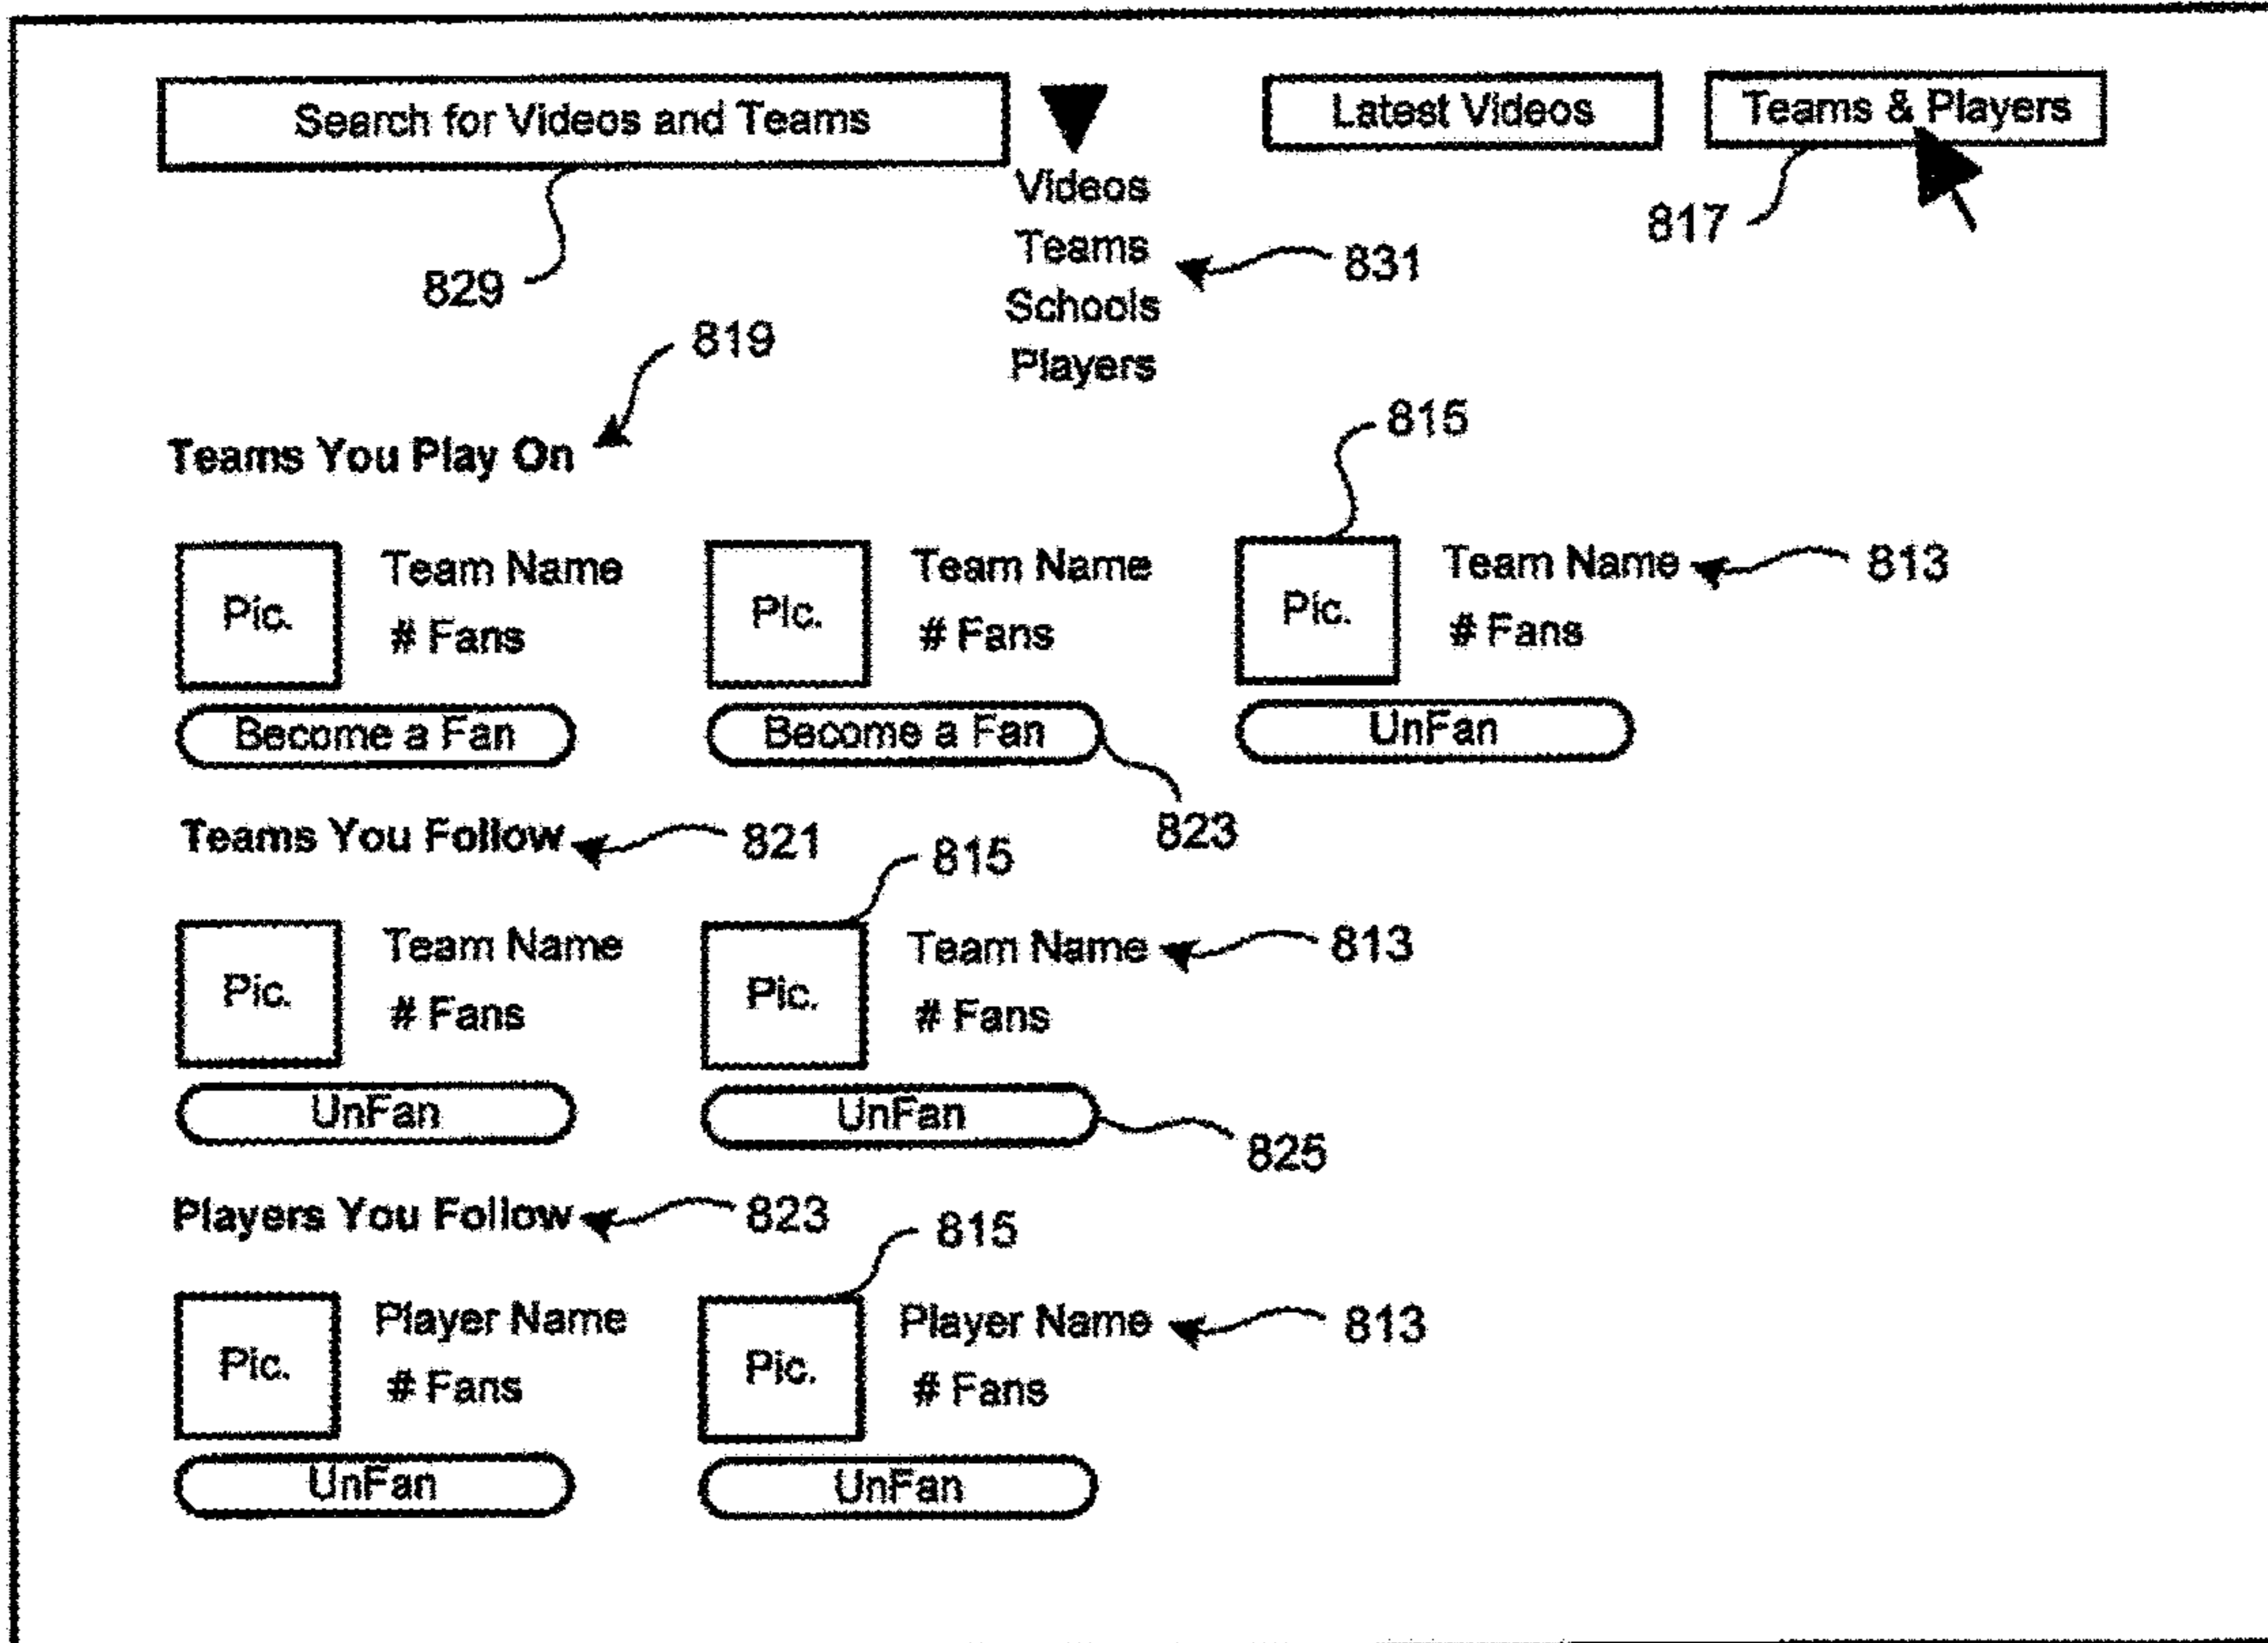 Search for Videos and Teams
Latest Videos
Teams & Players
Videos
817
Teams
831
829
Schools
819
Players
815
Teams You Play On
Team Name
Team Name
Team Name
813
Pic.
Pic.
Pic.
# Fans
# Fans
# Fans
Become a Fan
Become a Fan
UnFan
823
Teams You Follow
821
815
Team Name
Team Name
813
Pic.
Pic.
# Fans
# Fans
UnFan
UnFan
825
Players You Follow
823
815
Player Name
Player Name
813
Pic.
Pic.
# Fans
# Fans
UnFan
UnFan